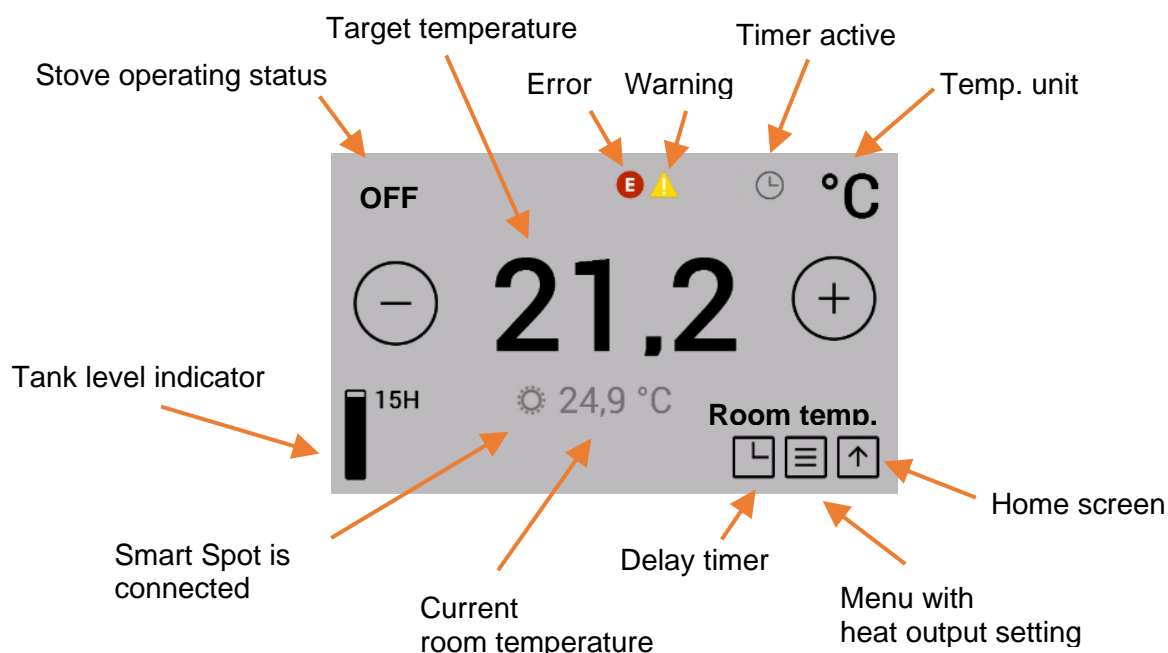 Target temperature
Timer active
Stove operating status
Error
Warning
Temp. unit
OFF
E
°C
21,2
Tank level indicator
15H
24,9 °C
Room temp.
Home screen
Smart Spot is
connected
Delay timer
Current
room temperature
Menu with
heat output setting